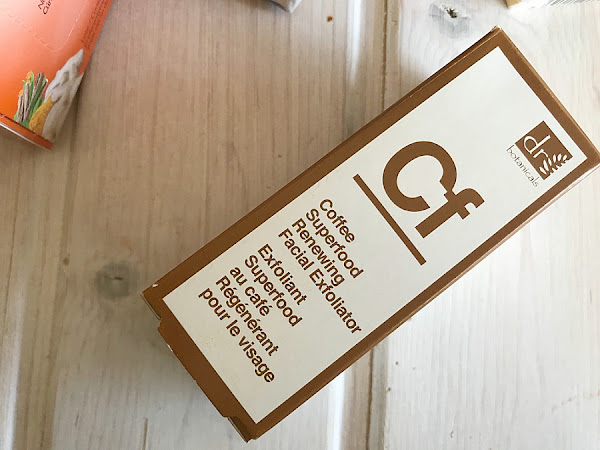 dr
botanicals
Cf
Coffee
Superfood
Renewing
Facial Exfoliator
Exfoliant
Superfood
au café
Régénérant
pour le visage